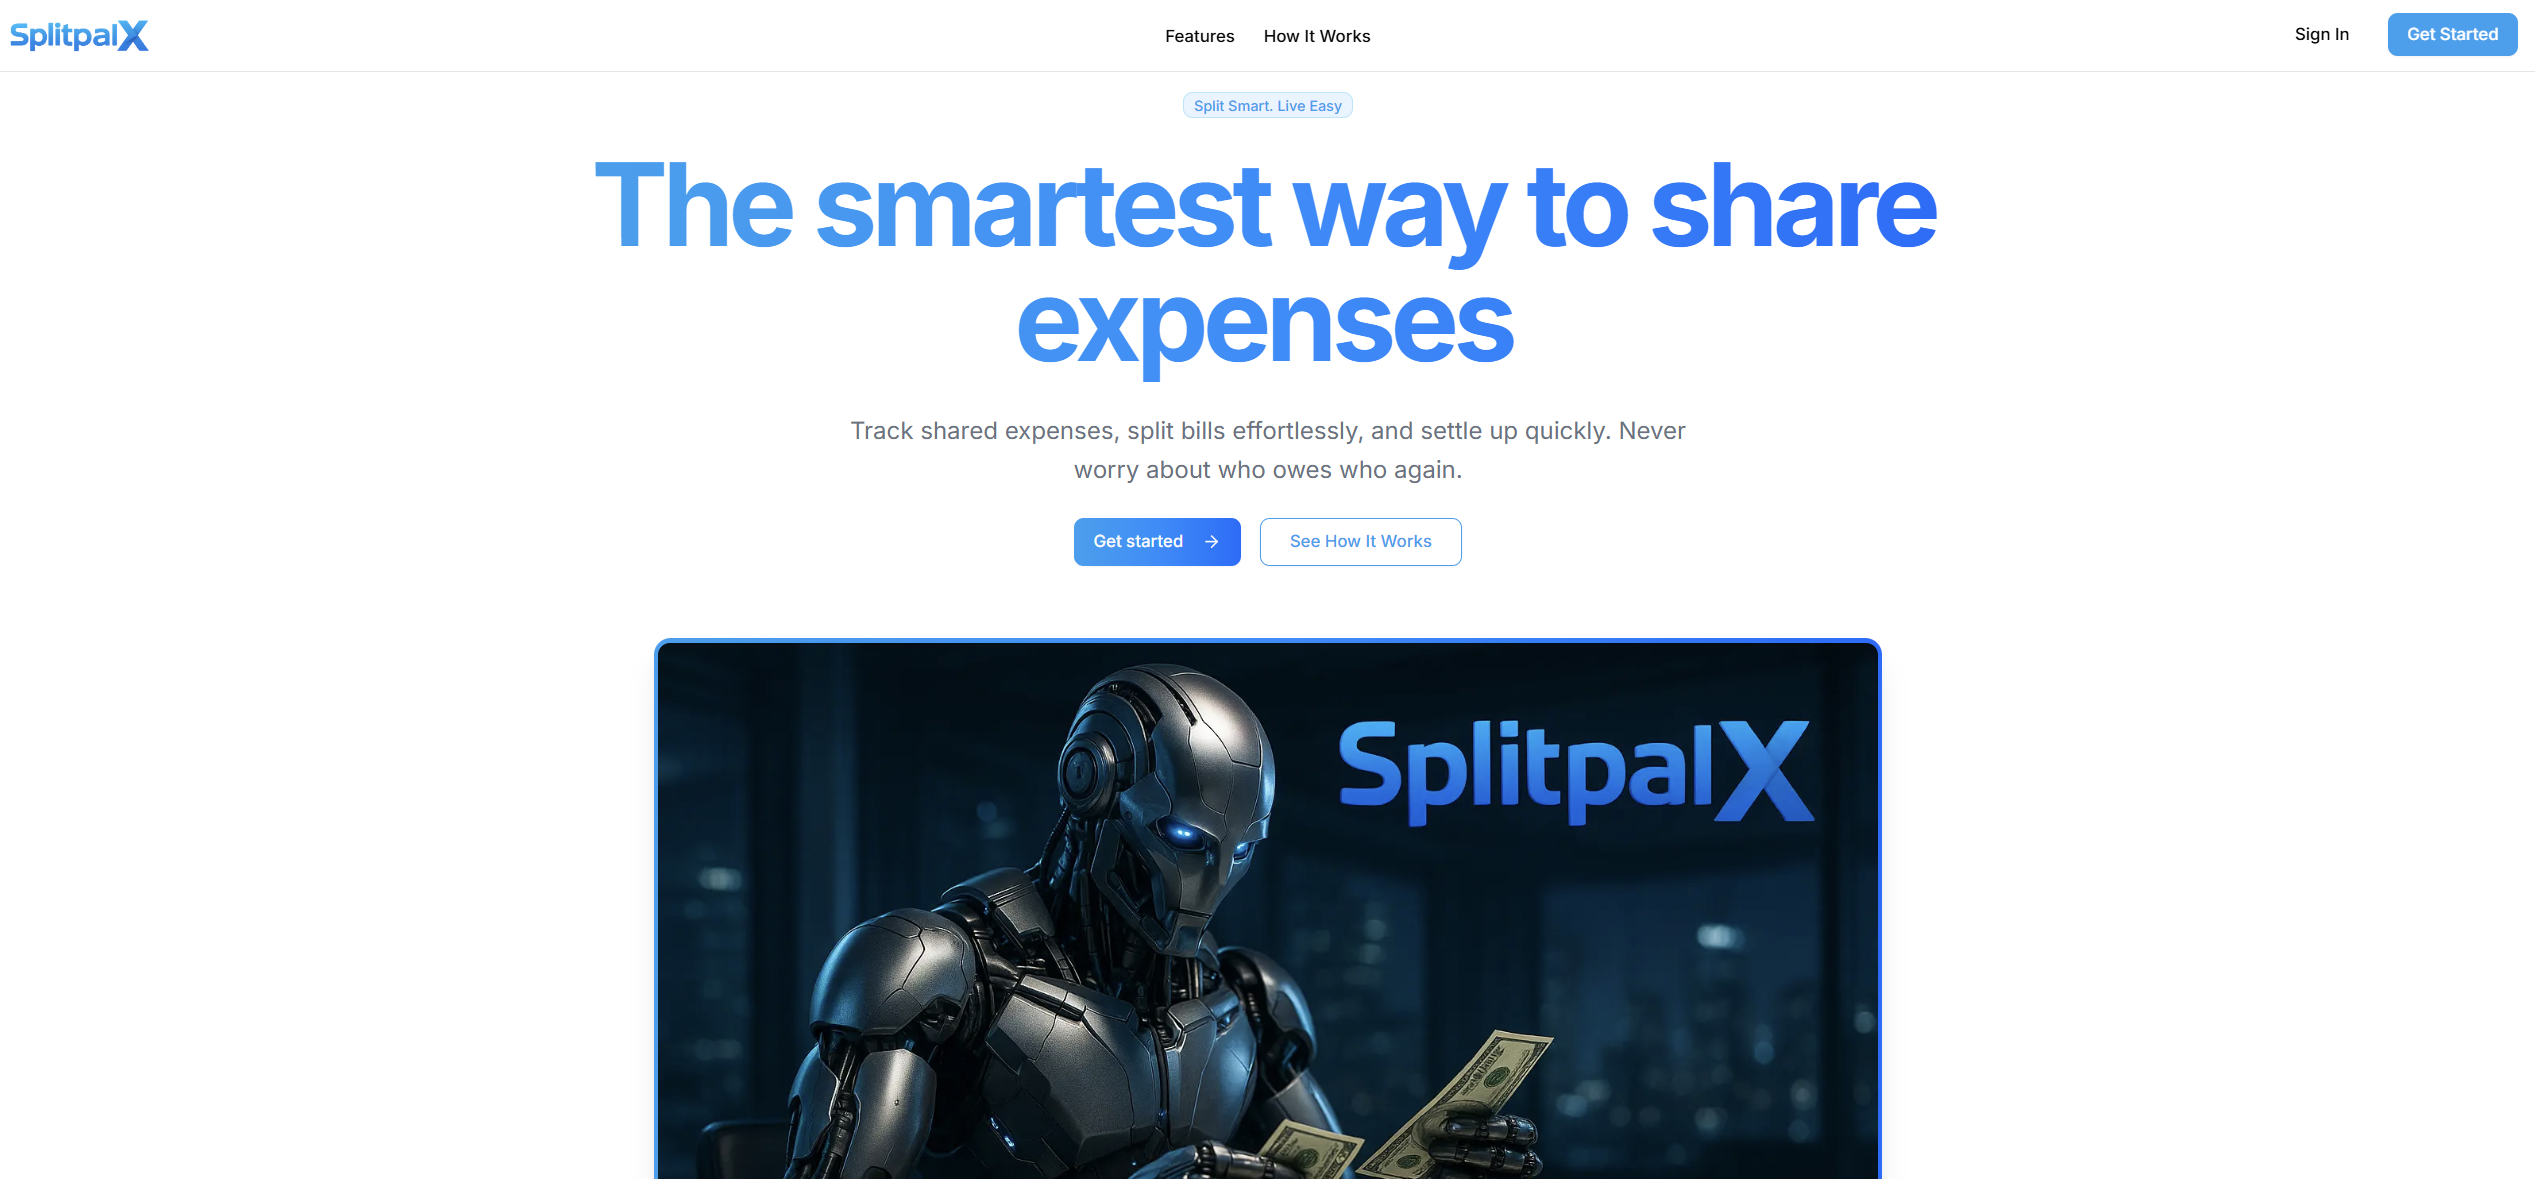 SplitpalX
Features
How It Works
Sign In
Get Started
Split Smart. Live Easy
The smartest way to share
expenses
Track shared expenses, split bills effortlessly, and settle up quickly. Never
worry about who owes who again.
Get started →
See How It Works
SplitpalX